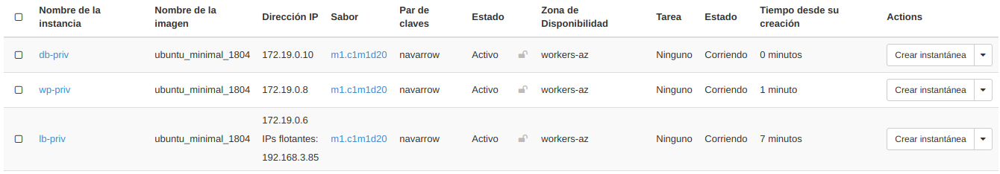 Nombre de la instancia Nombre de la imagen Dirección IP Sabor Par de claves Estado Zona de Disponibilidad Tarea Estado Tiempo desde su creación Actions
db-priv ubuntu_minimal_1804 172.19.0.10 m1.c1m1d20 navarrow Activo workers-az Ninguno Corriendo 0 minutos Crear instantánea
wp-priv ubuntu_minimal_1804 172.19.0.8 m1.c1m1d20 navarrow Activo workers-az Ninguno Corriendo 1 minuto Crear instantánea
172.19.0.6
lb-priv ubuntu_minimal_1804 IPs flotantes: m1.c1m1d20 navarrow Activo workers-az Ninguno Corriendo 7 minutos Crear instantánea
192.168.3.85